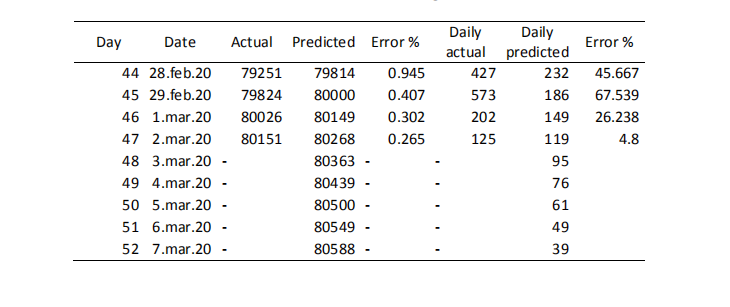 Day Date Actual Predicted Error % Daily actual Daily predicted Error %
44 28.feb.20 79251 79814 0.945 427 232 45.667
45 29.feb.20 79824 80000 0.407 573 186 67.539
46 1.mar.20 80026 80149 0.302 202 149 26.238
47 2.mar.20 80151 80268 0.265 125 119 4.8
48 3.mar.20 - 80363 - - 95
49 4.mar.20 - 80439 - - 76
50 5.mar.20 - 80500 - - 61
51 6.mar.20 - 80549 - - 49
52 7.mar.20 - 80588 - - 39